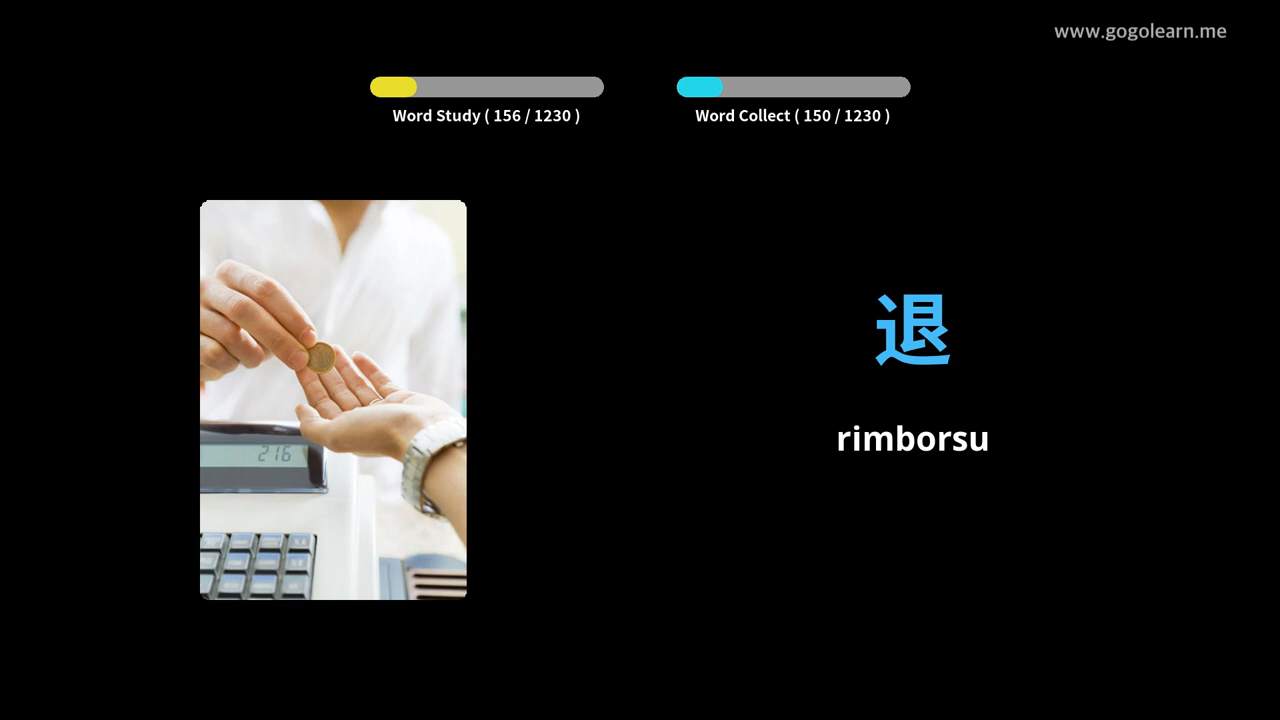 www.gogolearn.me
Word Study ( 156 / 1230 )
Word Collect ( 150 / 1230 )
退
rimborsu
216